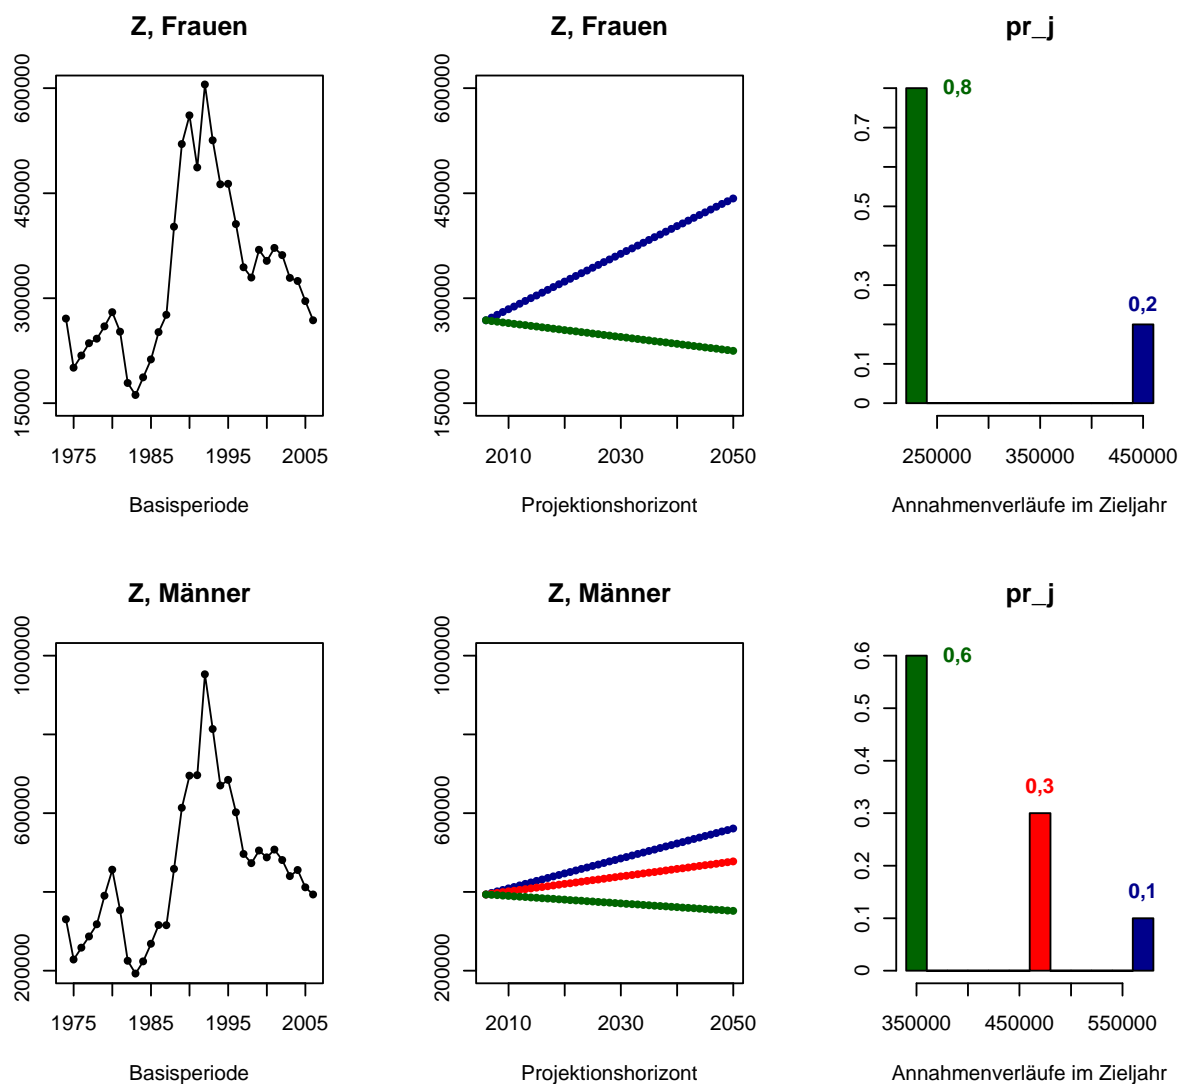 Z, Frauen
150000 300000 450000 600000
1975 1985 1995 2005
Basisperiode
Z, Frauen
150000 300000 450000 600000
2010 2030 2050
Projektionshorizont
pr_j
0 0.1 0.3 0.5 0.7
0,8
0,2
250000 350000 450000
Annahmenverläufe im Zieljahr
Z, Männer
200000 600000 1000000
1975 1985 1995 2005
Basisperiode
Z, Männer
200000 600000 1000000
2010 2030 2050
Projektionshorizont
pr_j
0 0.1 0.2 0.3 0.4 0.5 0.6
0,6
0,3
0,1
350000 450000 550000
Annahmenverläufe im Zieljahr